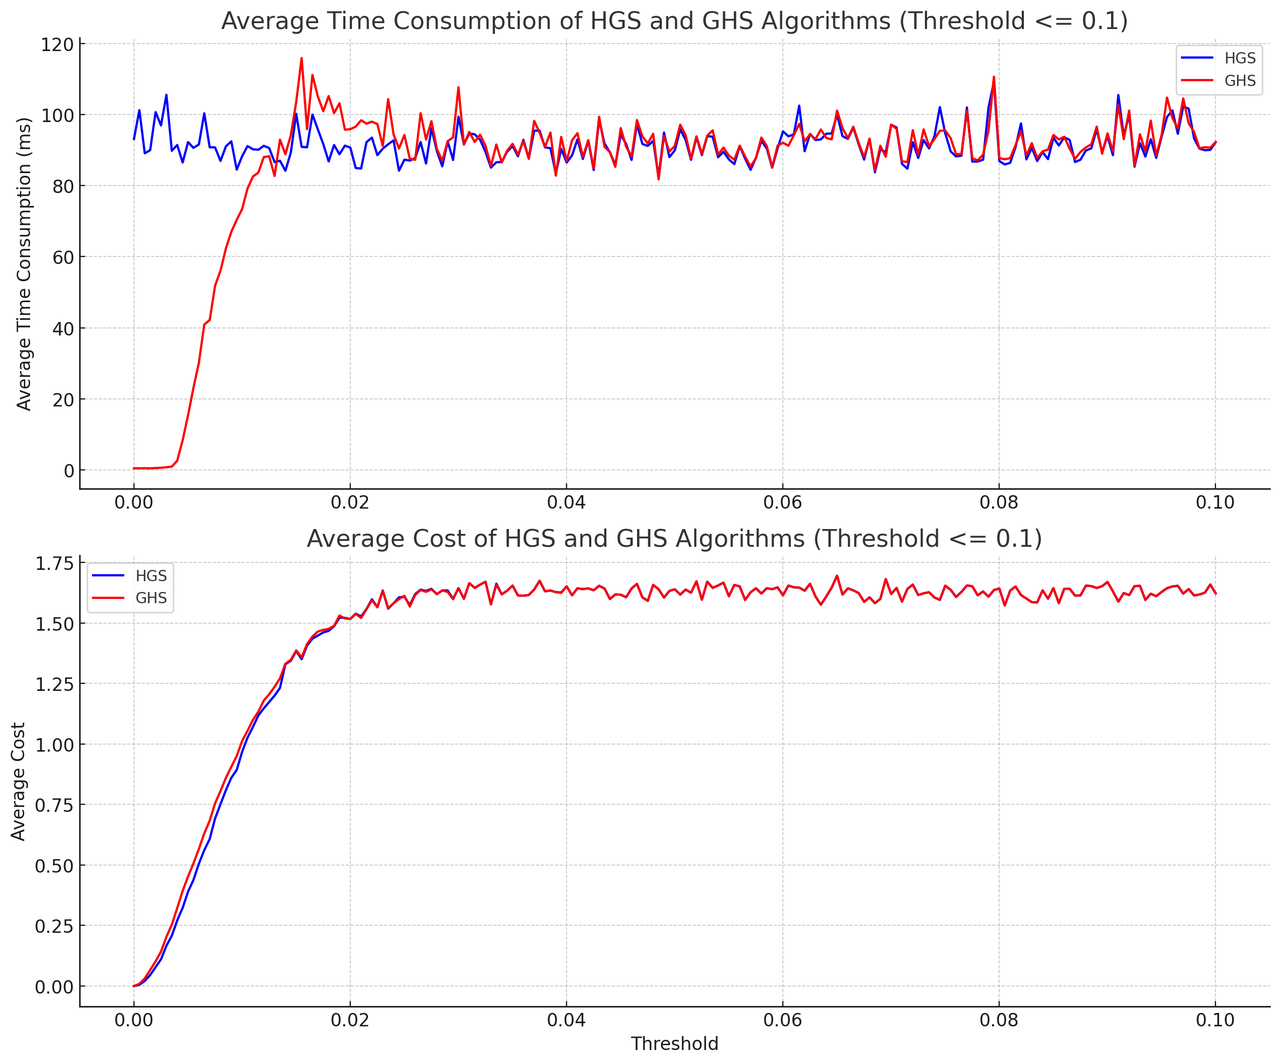 Average Time Consumption of HGS and GHS Algorithms (Threshold <= 0.1)
120
100
80
60
40
20
0
Average Time Consumption (ms)
HGS
GHS
0.00 0.02 0.04 0.06 0.08 0.10
Average Cost of HGS and GHS Algorithms (Threshold <= 0.1)
1.75
1.50
1.25
1.00
0.75
0.50
0.25
0.00
Average Cost
HGS
GHS
0.00 0.02 0.04 0.06 0.08 0.10
Threshold